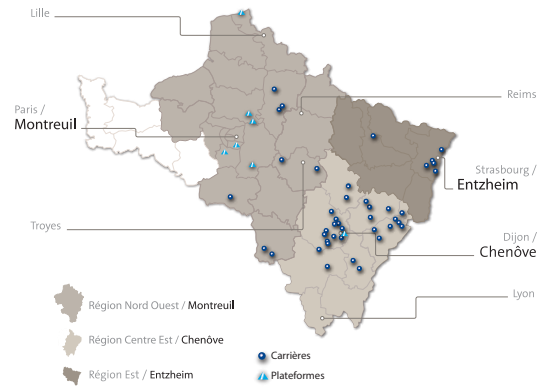 Lille
Paris /
Montreuil
Reims
Strasbourg /
Entzheim
Troyes
Dijon /
Chenôve
Lyon
Région Nord Ouest / Montreuil
Région Centre Est / Chenôve
Région Est / Entzheim
Carrières
Plateformes